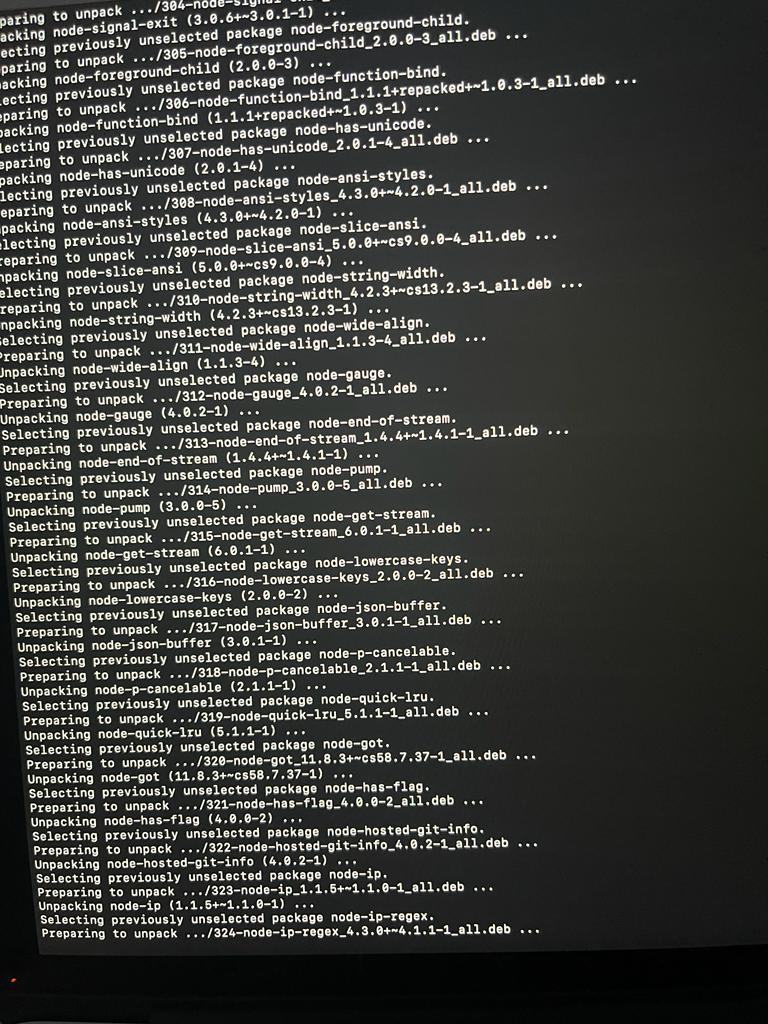 paring to unpack .../304-node-signal-exit
acking node-signal-exit (3.0.6+~3.0.1-1) ...
ecting previously unselected package node-foreground-child.
paring to unpack .../305-node-foreground-child_2.0.0-3_all.deb ...
acking node-foreground-child (2.0.0-3) ...
ecting previously unselected package node-function-bind.
eparing to unpack .../306-node-function-bind_1.1.1+repacked+~1.0.3-1_all.deb ...
packing node-function-bind (1.1.1+repacked+~1.0.3-1) ...
lecting previously unselected package node-has-unicode.
eparing to unpack .../307-node-has-unicode_2.0.1-4_all.deb ...
packing node-has-unicode (2.0.1-4) ...
lecting previously unselected package node-ansi-styles.
eparing to unpack .../308-node-ansi-styles_4.3.0+~4.2.0-1_all.deb ...
packing node-ansi-styles (4.3.0+~4.2.0-1) ...
electing previously unselected package node-slice-ansi.
reparing to unpack .../309-node-slice-ansi_5.0.0+~cs9.0.0-4_all.deb ...
npacking node-slice-ansi (5.0.0+~cs9.0.0-4) ...
electing previously unselected package node-string-width.
reparing to unpack .../310-node-string-width_4.2.3+~cs13.2.3-1_all.deb ...
npacking node-string-width (4.2.3+~cs13.2.3-1) ...
Selecting previously unselected package node-wide-align.
Preparing to unpack .../311-node-wide-align_1.1.3-4_all.deb ...
Unpacking node-wide-align (1.1.3-4) ...
Selecting previously unselected package node-gauge.
Preparing to unpack .../312-node-gauge_4.0.2-1_all.deb ...
Unpacking node-gauge (4.0.2-1) ...
Selecting previously unselected package node-end-of-stream.
Preparing to unpack .../313-node-end-of-stream_1.4.4+~1.4.1-1_all.deb ...
Unpacking node-end-of-stream (1.4.4+~1.4.1-1) ...
Selecting previously unselected package node-pump.
Preparing to unpack .../314-node-pump_3.0.0-5_all.deb ...
Unpacking node-pump (3.0.0-5) ...
Selecting previously unselected package node-get-stream.
Preparing to unpack .../315-node-get-stream_6.0.1-1_all.deb ...
Unpacking node-get-stream (6.0.1-1) ...
Selecting previously unselected package node-lowercase-keys.
Preparing to unpack .../316-node-lowercase-keys_2.0.0-2_all.deb ...
Unpacking node-lowercase-keys (2.0.0-2) ...
Selecting previously unselected package node-json-buffer.
Preparing to unpack .../317-node-json-buffer_3.0.1-1_all.deb ...
Unpacking node-json-buffer (3.0.1-1) ...
Selecting previously unselected package node-p-cancelable.
Preparing to unpack .../318-node-p-cancelable_2.1.1-1_all.deb ...
Unpacking node-p-cancelable (2.1.1-1) ...
Selecting previously unselected package node-quick-lru.
Preparing to unpack .../319-node-quick-lru_5.1.1-1_all.deb ...
Unpacking node-quick-lru (5.1.1-1) ...
Selecting previously unselected package node-got.
Preparing to unpack .../320-node-got_11.8.3+~cs58.7.37-1_all.deb ...
Unpacking node-got (11.8.3+~cs58.7.37-1) ...
Selecting previously unselected package node-has-flag.
Preparing to unpack .../321-node-has-flag_4.0.0-2_all.deb ...
Unpacking node-has-flag (4.0.0-2) ...
Selecting previously unselected package node-hosted-git-info.
Preparing to unpack .../322-node-hosted-git-info_4.0.2-1_all.deb ...
Unpacking node-hosted-git-info (4.0.2-1) ...
Selecting previously unselected package node-ip.
Preparing to unpack .../323-node-ip_1.1.5+~1.1.0-1_all.deb ...
Unpacking node-ip (1.1.5+~1.1.0-1) ...
Selecting previously unselected package node-ip-regex.
Preparing to unpack .../324-node-ip-regex_4.3.0+~4.1.1-1_all.deb ...